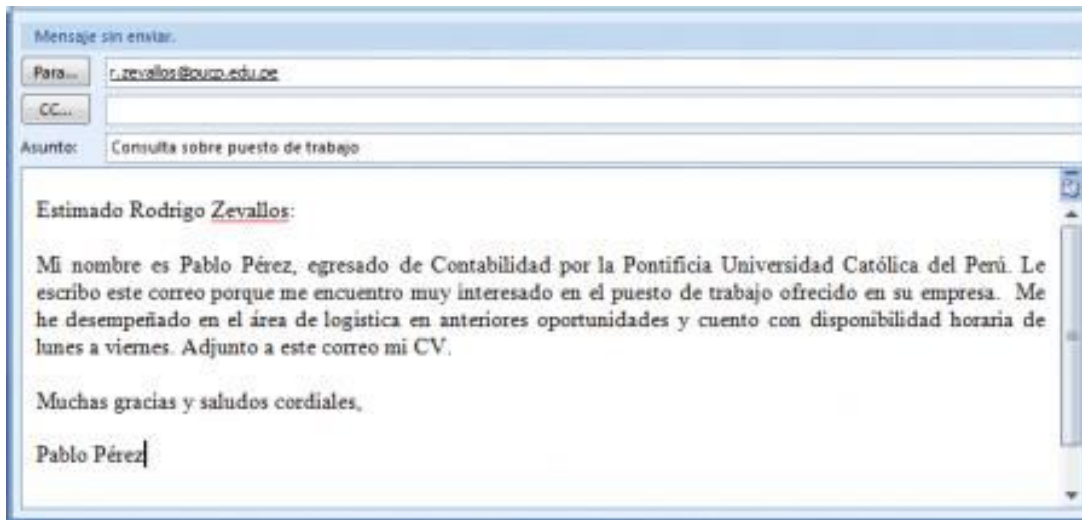 Mensaje sin enviar.
Para... r.zevallos@pucp.edu.pe
CC...
Asunto: Consulta sobre puesto de trabajo
Estimado Rodrigo Zevallos:
Mi nombre es Pablo Pérez, egresado de Contabilidad por la Pontificia Universidad Católica del Perú. Le
escribo este correo porque me encuentro muy interesado en el puesto de trabajo ofrecido en su empresa. Me
he desempeñado en el área de logística en anteriores oportunidades y cuento con disponibilidad horaria de
lunes a viernes. Adjunto a este correo mi CV.
Muchas gracias y saludos cordiales,
Pablo Pérez